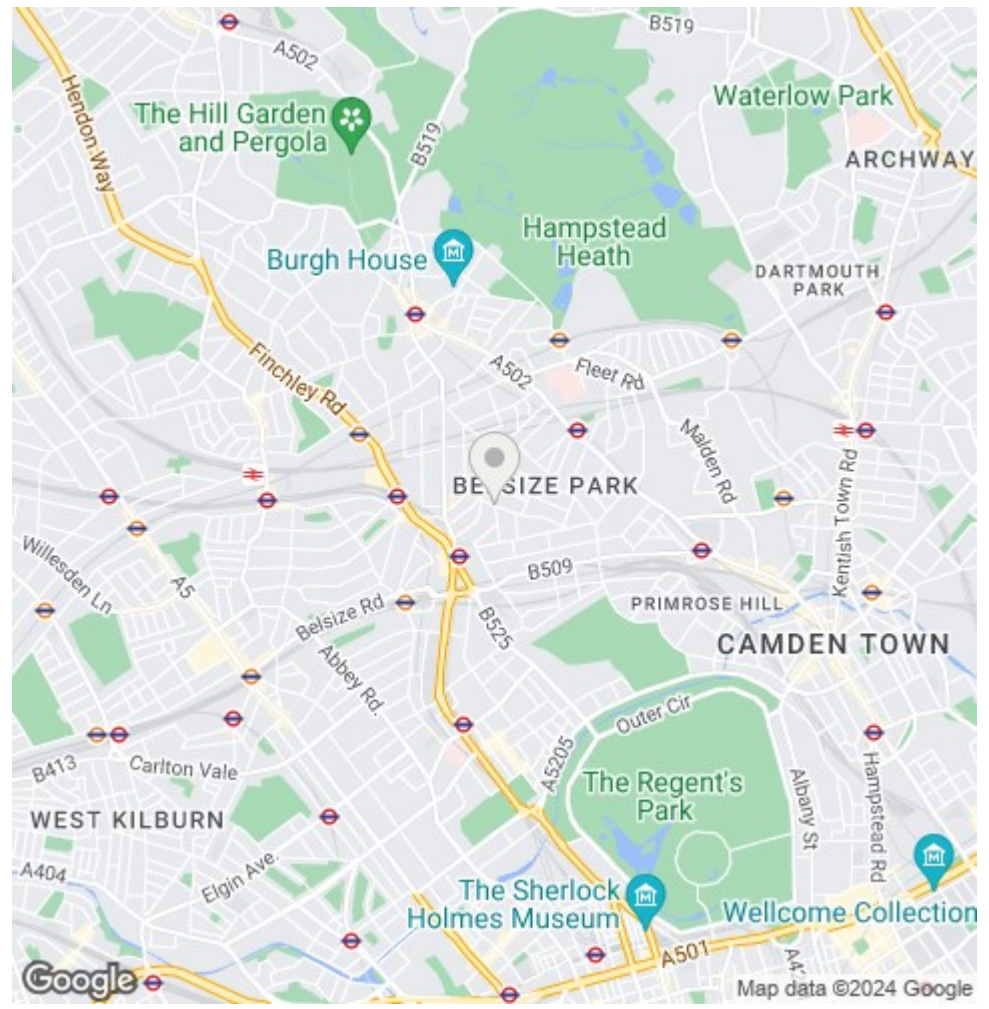 B519
A502
Hendon Way
The Hill Garden
and Pergola
B519
Waterlow Park
ARCHWAY
Hampstead
Heath
Burgh House
DARTMOUTH
PARK
A502
Fleet Rd
Finchley Rd
Malden Rd
BELSIZE PARK
Kentish Town Rd
Willesden Ln
A5
B509
Belsize Rd
B525
PRIMROSE HILL
CAMDEN TOWN
Abbey Rd.
Outer Cir
A5205
B413
Carlton Vale
The Regent's
Park
Albany St
Hampstead Rd
WEST KILBURN
A404
Elgin Ave.
The Sherlock
Holmes Museum
Wellcome Collection
A501
Google
Map data ©2024 Google